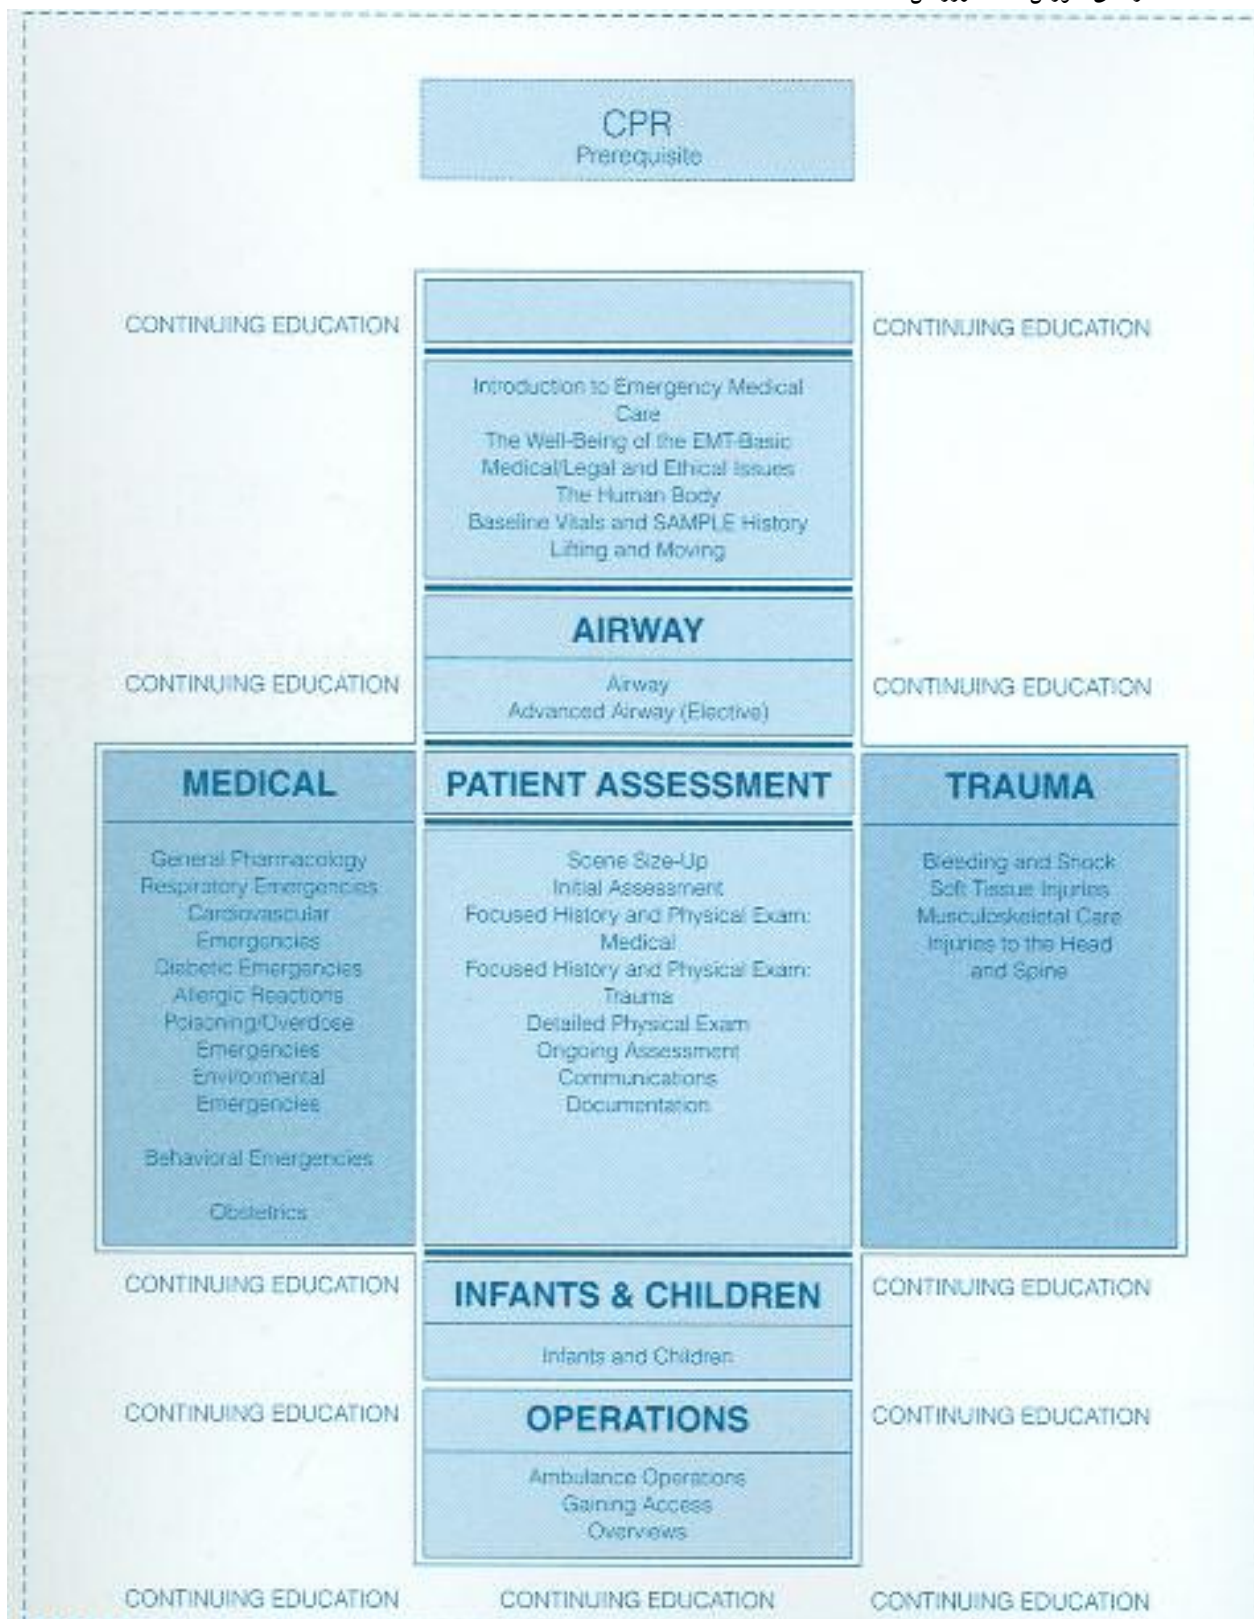 CPR
Prerequisite
CONTINUING EDUCATION
CONTINUING EDUCATION
Introduction to Emergency Medical
Care
The Well-Being of the EMT-Basic
Medical/Legal and Ethical Issues
The Human Body
Baseline Vitals and SAMPLE History
Lifting and Moving
AIRWAY
Airway
Advanced Airway (Elective)
CONTINUING EDUCATION
CONTINUING EDUCATION
MEDICAL
General Pharmacology
Respiratory Emergencies
Cardiovascular
Emergencies
Diabetic Emergencies
Allergic Reactions
Poisoning/Overdose
Emergencies
Environmental
Emergencies
Behavioral Emergencies
Obstetrics
PATIENT ASSESSMENT
Scene Size-Up
Initial Assessment
Focused History and Physical Exam:
Medical
Focused History and Physical Exam:
Trauma
Detailed Physical Exam
Ongoing Assessment
Communications
Documentation
TRAUMA
Bleeding and Shock
Soft Tissue Injuries
Musculoskeletal Care
Injuries to the Head
and Spine
CONTINUING EDUCATION
INFANTS & CHILDREN
Infants and Children
CONTINUING EDUCATION
CONTINUING EDUCATION
OPERATIONS
Ambulance Operations
Gaining Access
Overviews
CONTINUING EDUCATION
CONTINUING EDUCATION
CONTINUING EDUCATION
CONTINUING EDUCATION